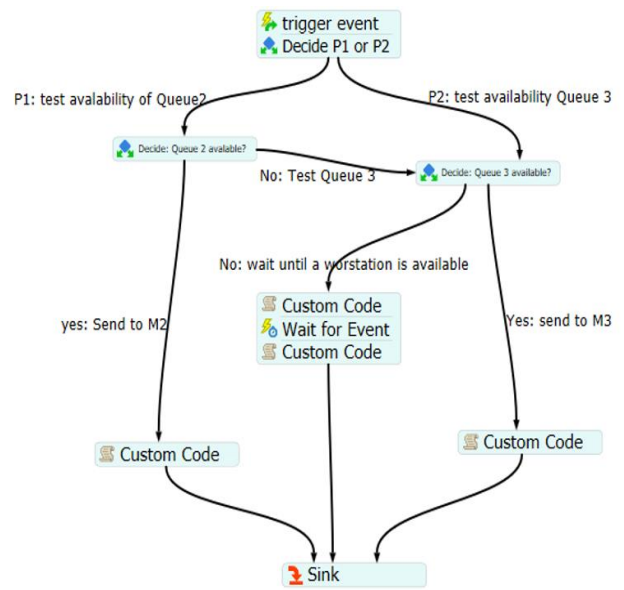 trigger event
Decide P1 or P2
P1: test avalability of Queue2
P2: test availability Queue 3
Decide: Queue 2 avalable?
Decide: Queue 3 available?
No: Test Queue 3
No: wait until a worstation is available
Custom Code
Wait for Event
Custom Code
yes: Send to M2
Yes: send to M3
Custom Code
Custom Code
Sink